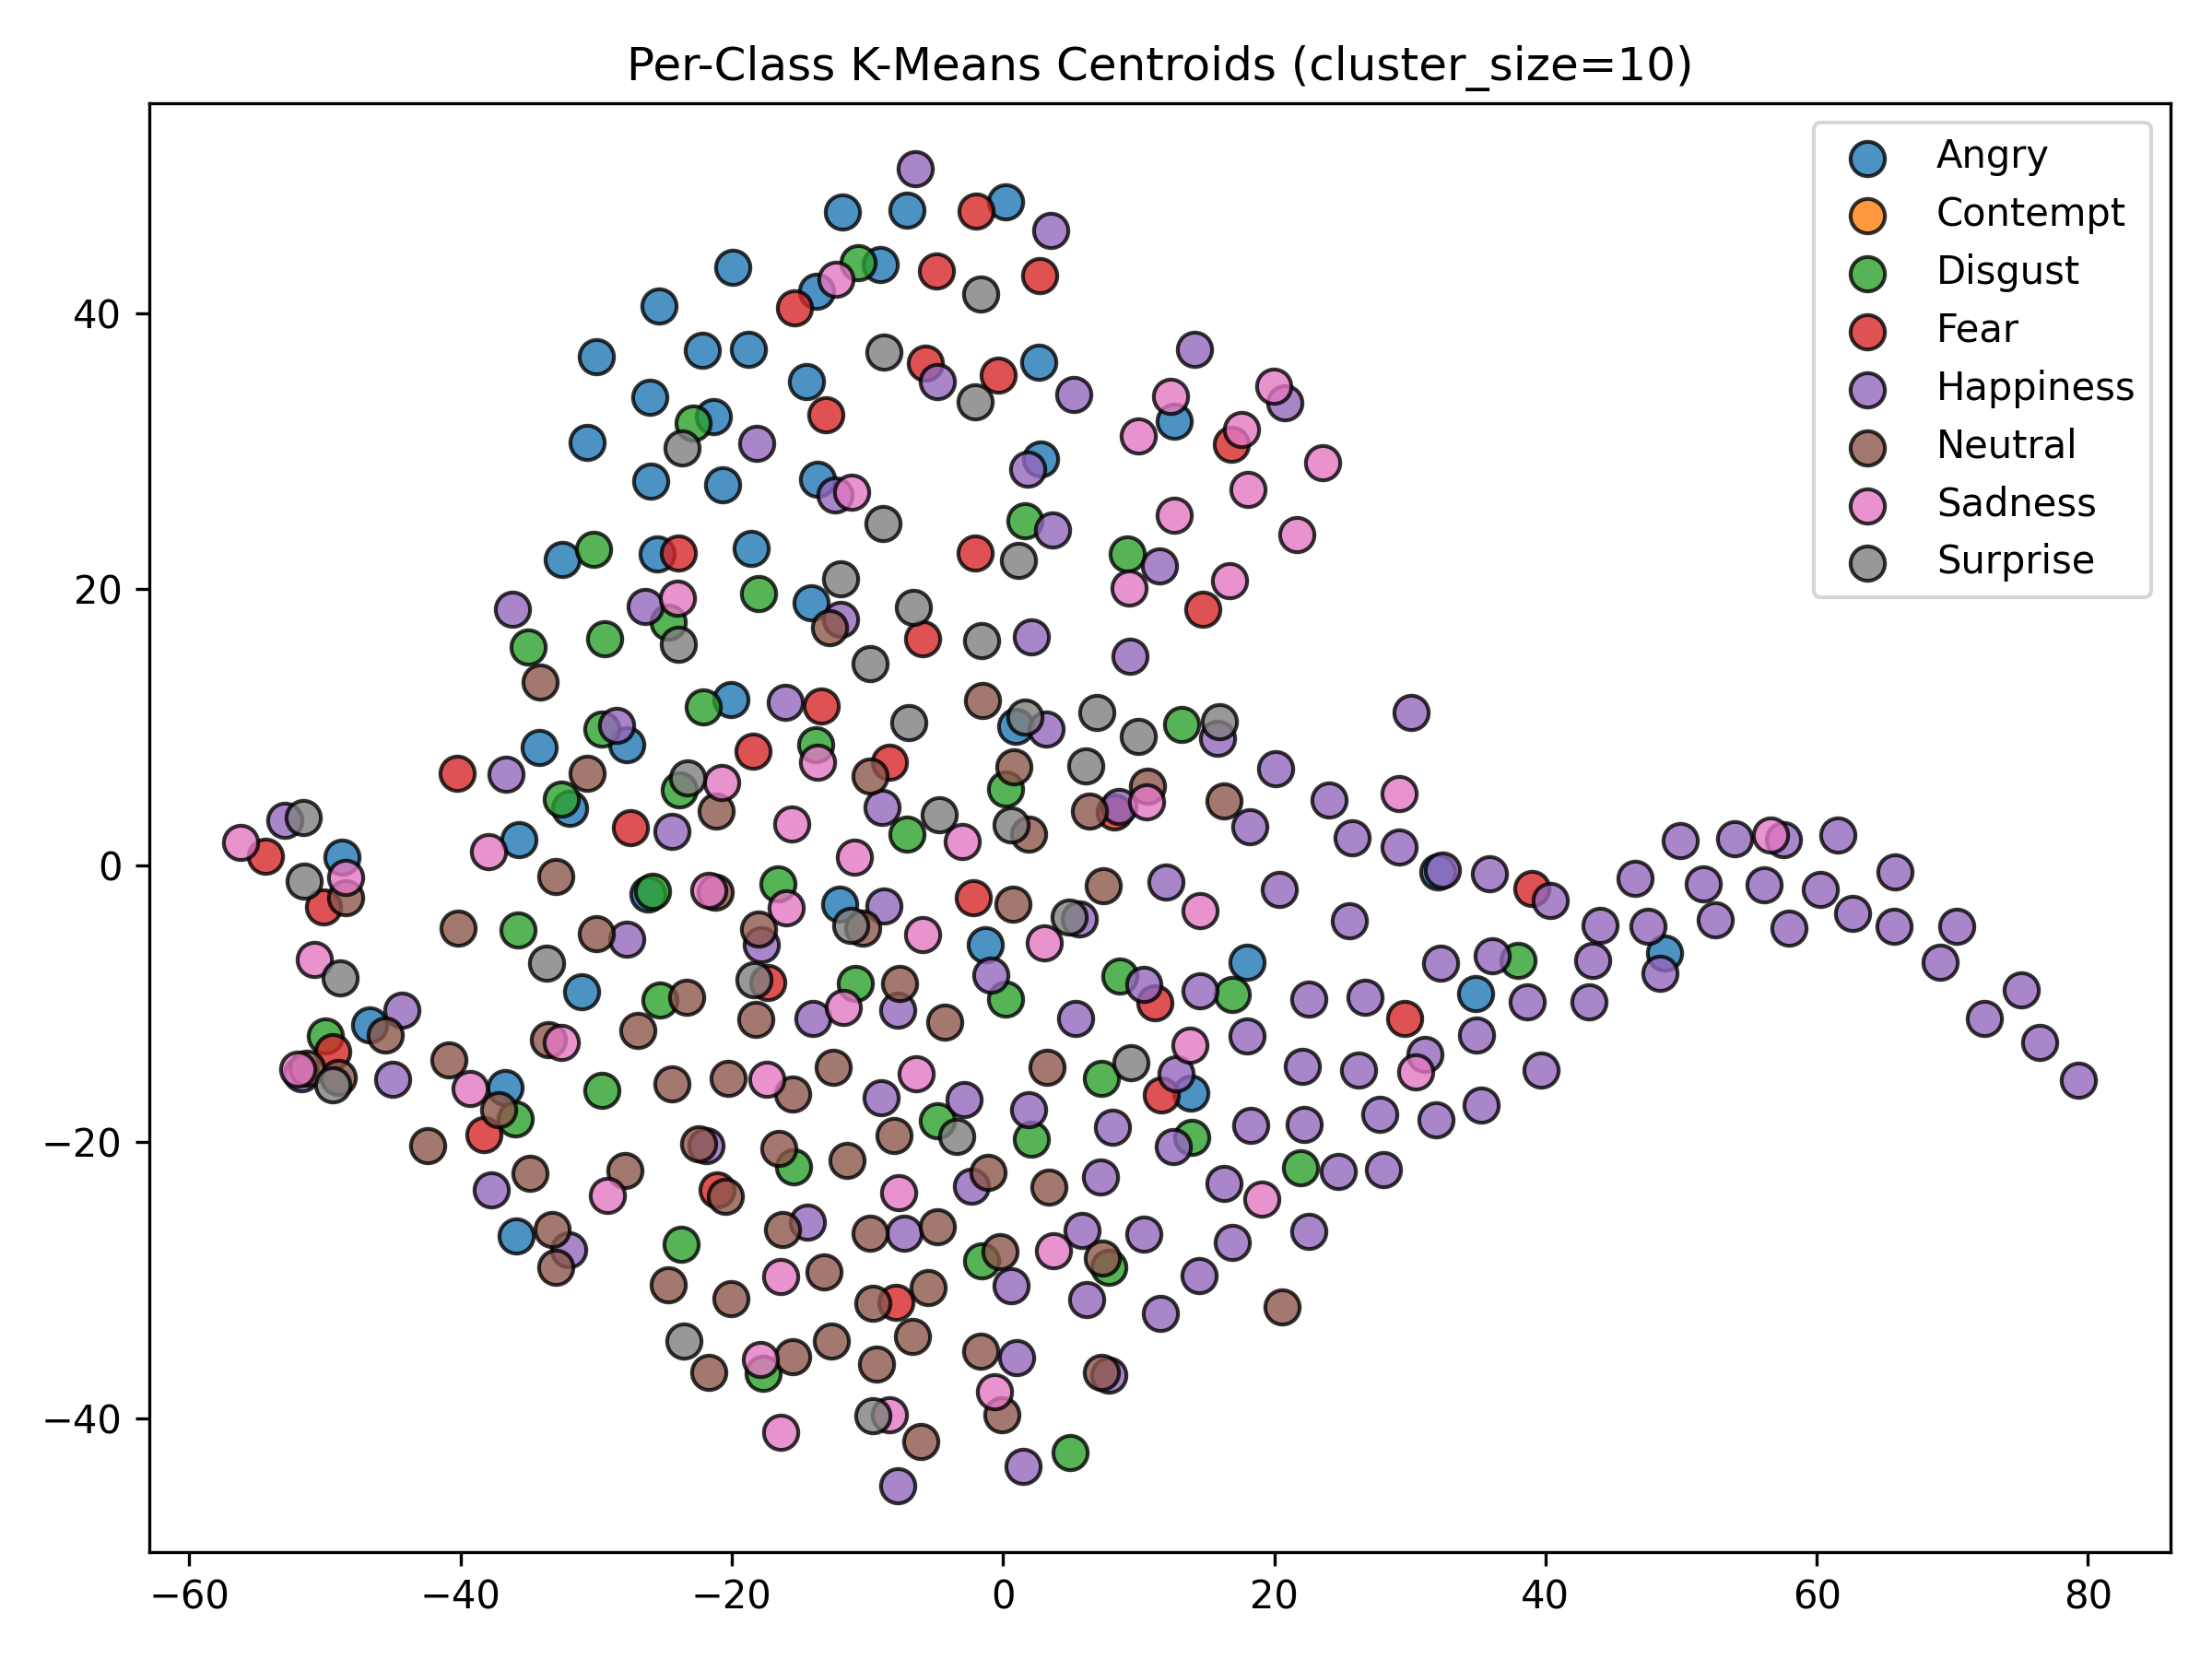 Per-Class K-Means Centroids (cluster_size=10)
Angry
Contempt
Disgust
Fear
Happiness
Neutral
Sadness
Surprise
40
20
0
−20
−40
−60 −40 −20 0 20 40 60 80